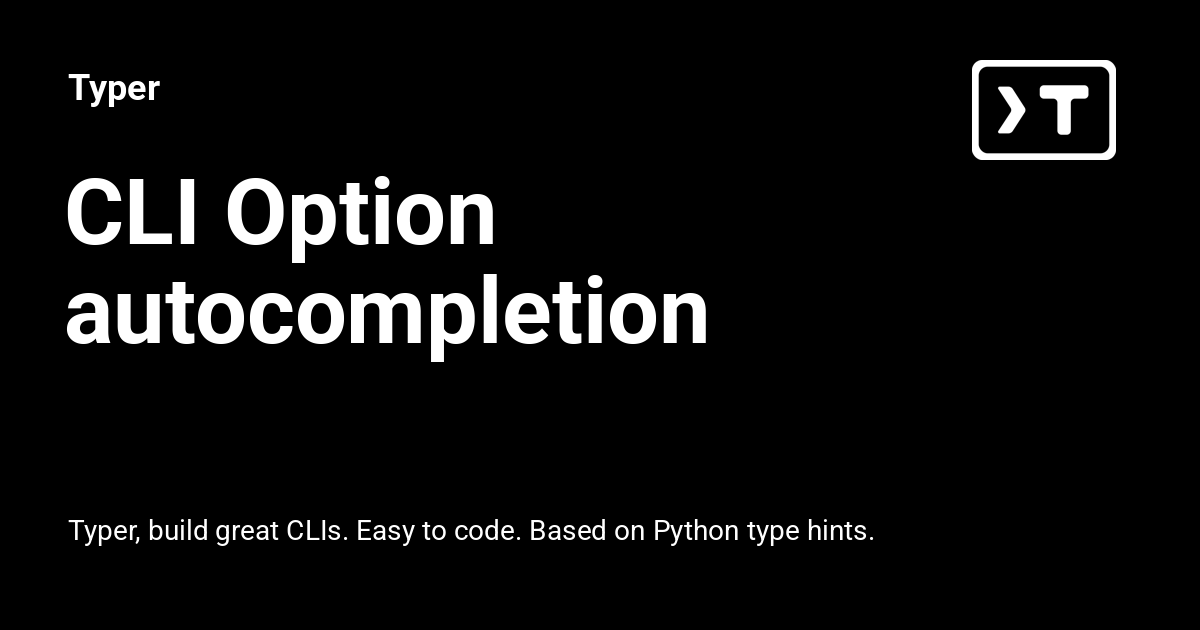 Typer
❯T
CLI Option
autocompletion
Typer, build great CLIs. Easy to code. Based on Python type hints.